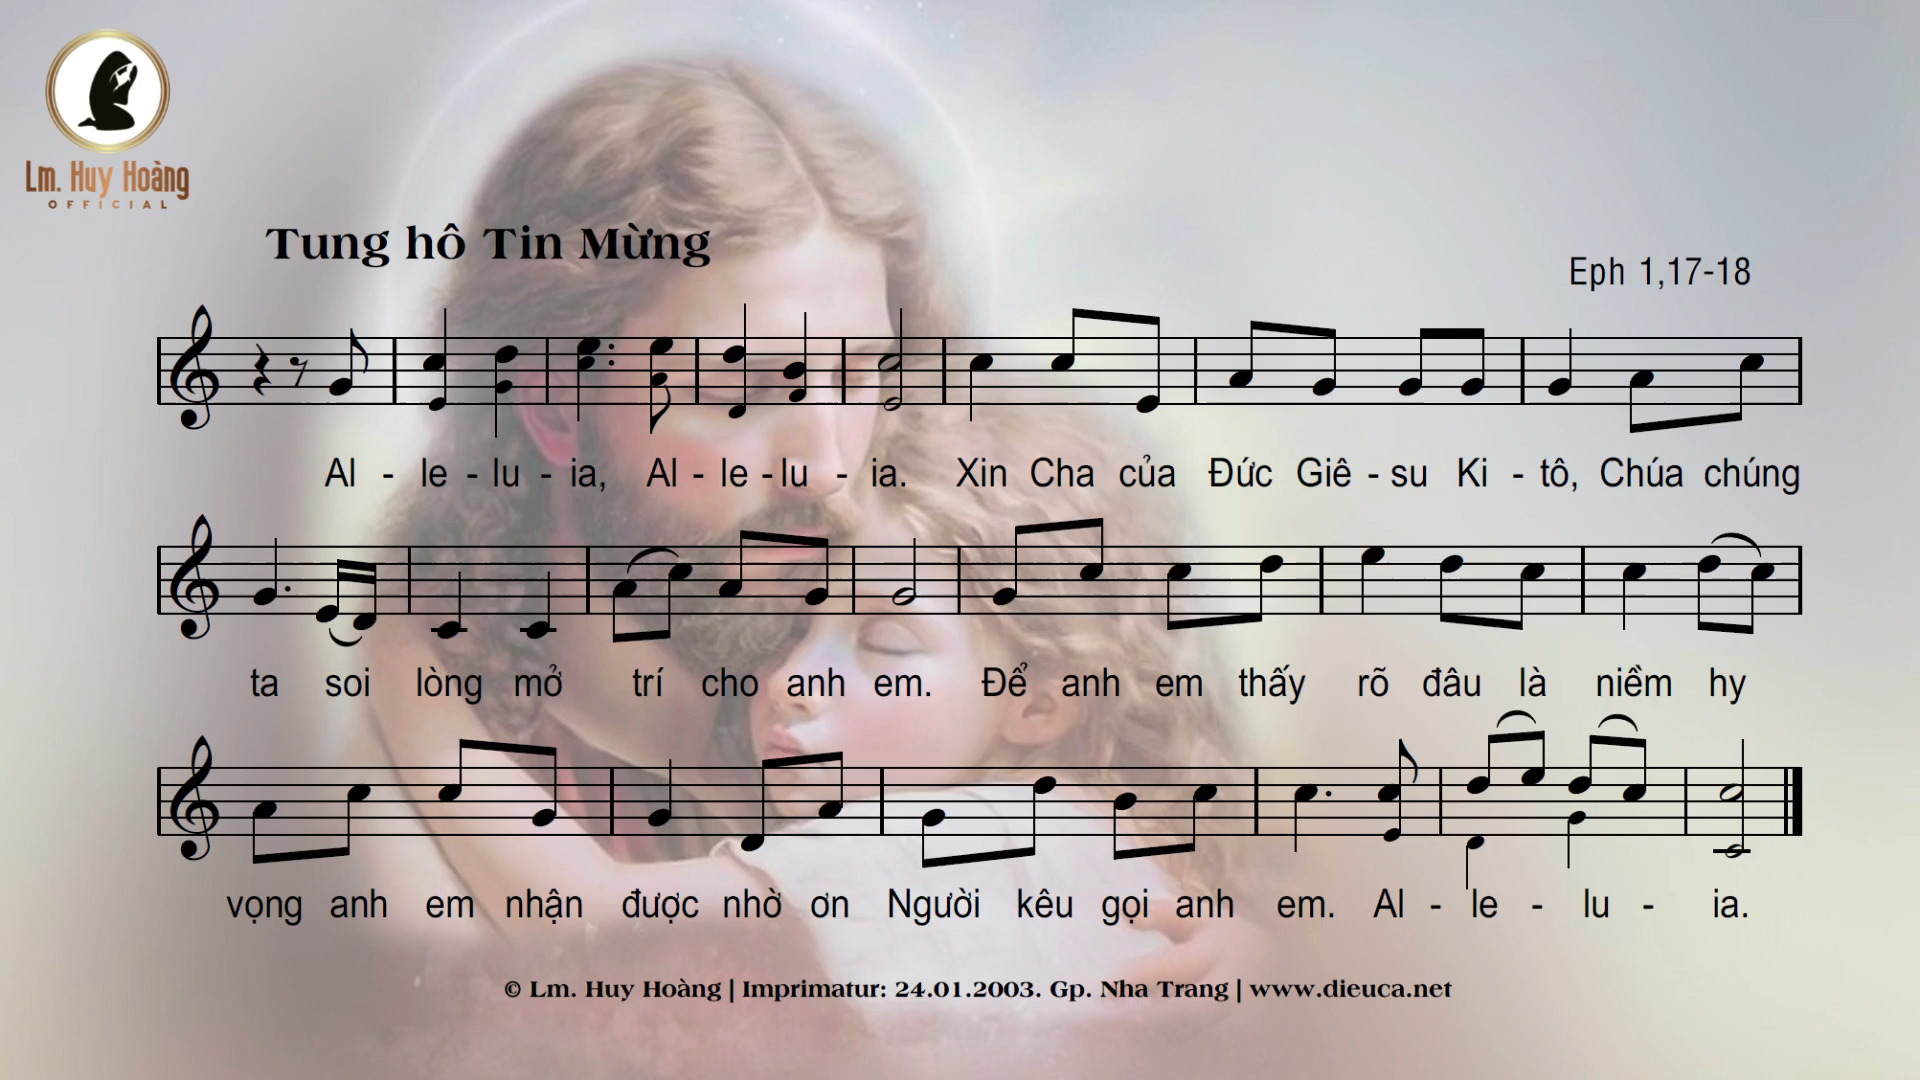 Lm. Huy Hoàng
OFFICIAL
Tung hô Tin Mừng
Eph 1,17-18
Al - le - lu - ia, Al - le - lu - ia. Xin Cha của Đức Giê - su Ki - tô, Chúa chúng
ta soi lòng mở trí cho anh em. Để anh em thấy rõ đâu là niềm hy
vọng anh em nhận được nhờ ơn Người kêu gọi anh em. Al - le - lu - ia.
© Lm. Huy Hoàng | Imprimatur: 24.01.2003. Gp. Nha Trang | www.dieuca.net